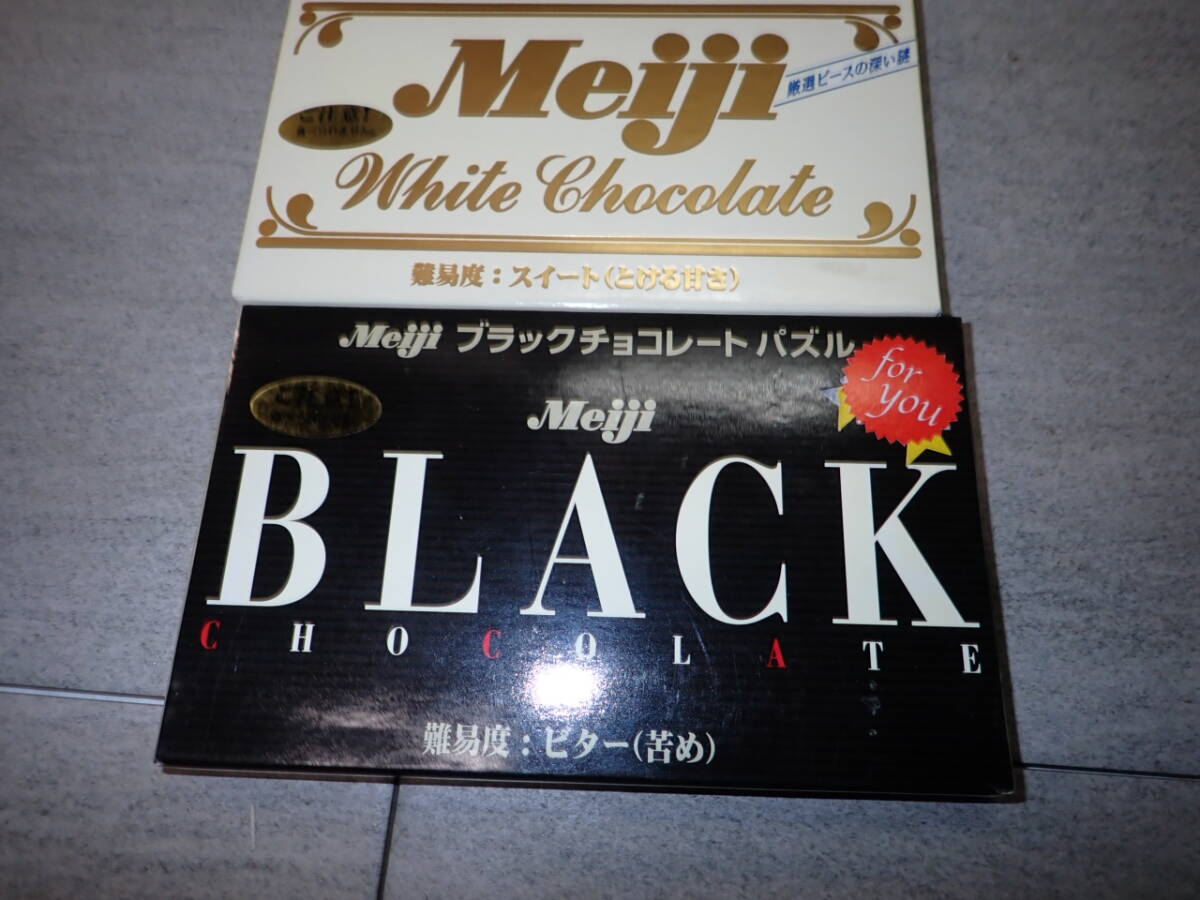 Meiji
厳選ピースの深い謎
White Chocolate
難易度：スイート(とける甘さ)
Meiji ブラックチョコレート パズル
for
you
Meiji
BLACK
CHOCOLATE
難易度：ビター(苦め)